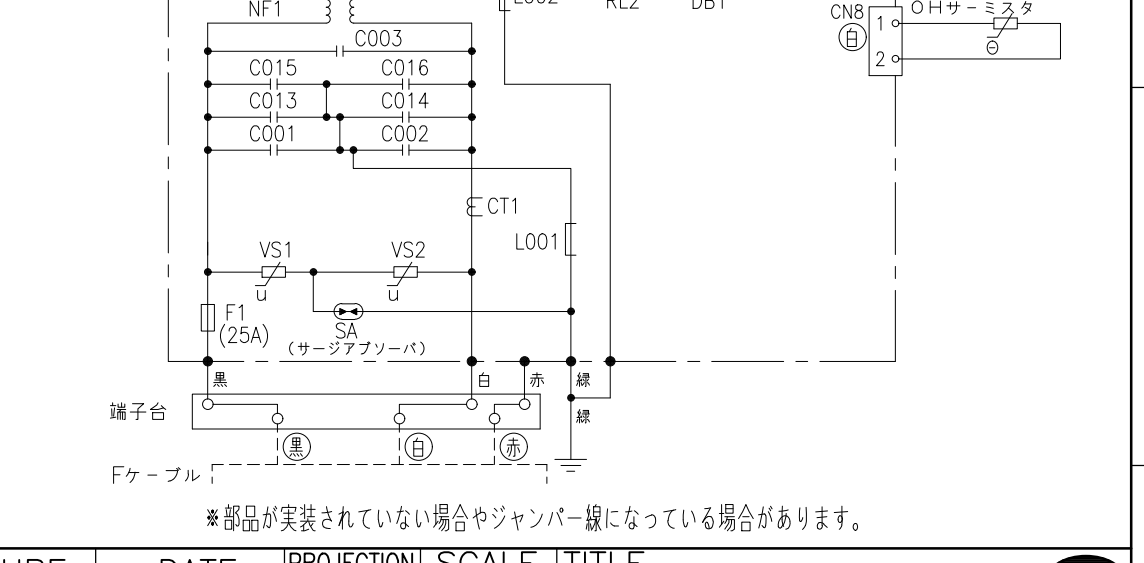 NF1
CN8
OHサーミスタ
1
白
θ
2
C003
C015 C016
C013 C014
C001 C002
CT1
L001
VS1 VS2
u u
F1
(25A)
SA
(サージアブソーバ)
黒 白 赤 緑
端子台
緑
黒 白 赤
Fケーブル
※部品が実装されていない場合やジャンパー線になっている場合があります。
DATE PROJECTION SCALE TITLE